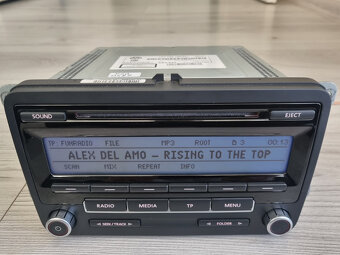 SOUND
EJECT
TP FUNRADIO FILE MP3 ROOT 3 00:13
ALEX DEL AMO - RISING TO THE TOP
SCAN MIX REPEAT INFO
RADIO MEDIA TP MENU
SEEK / TRACK FOLDER